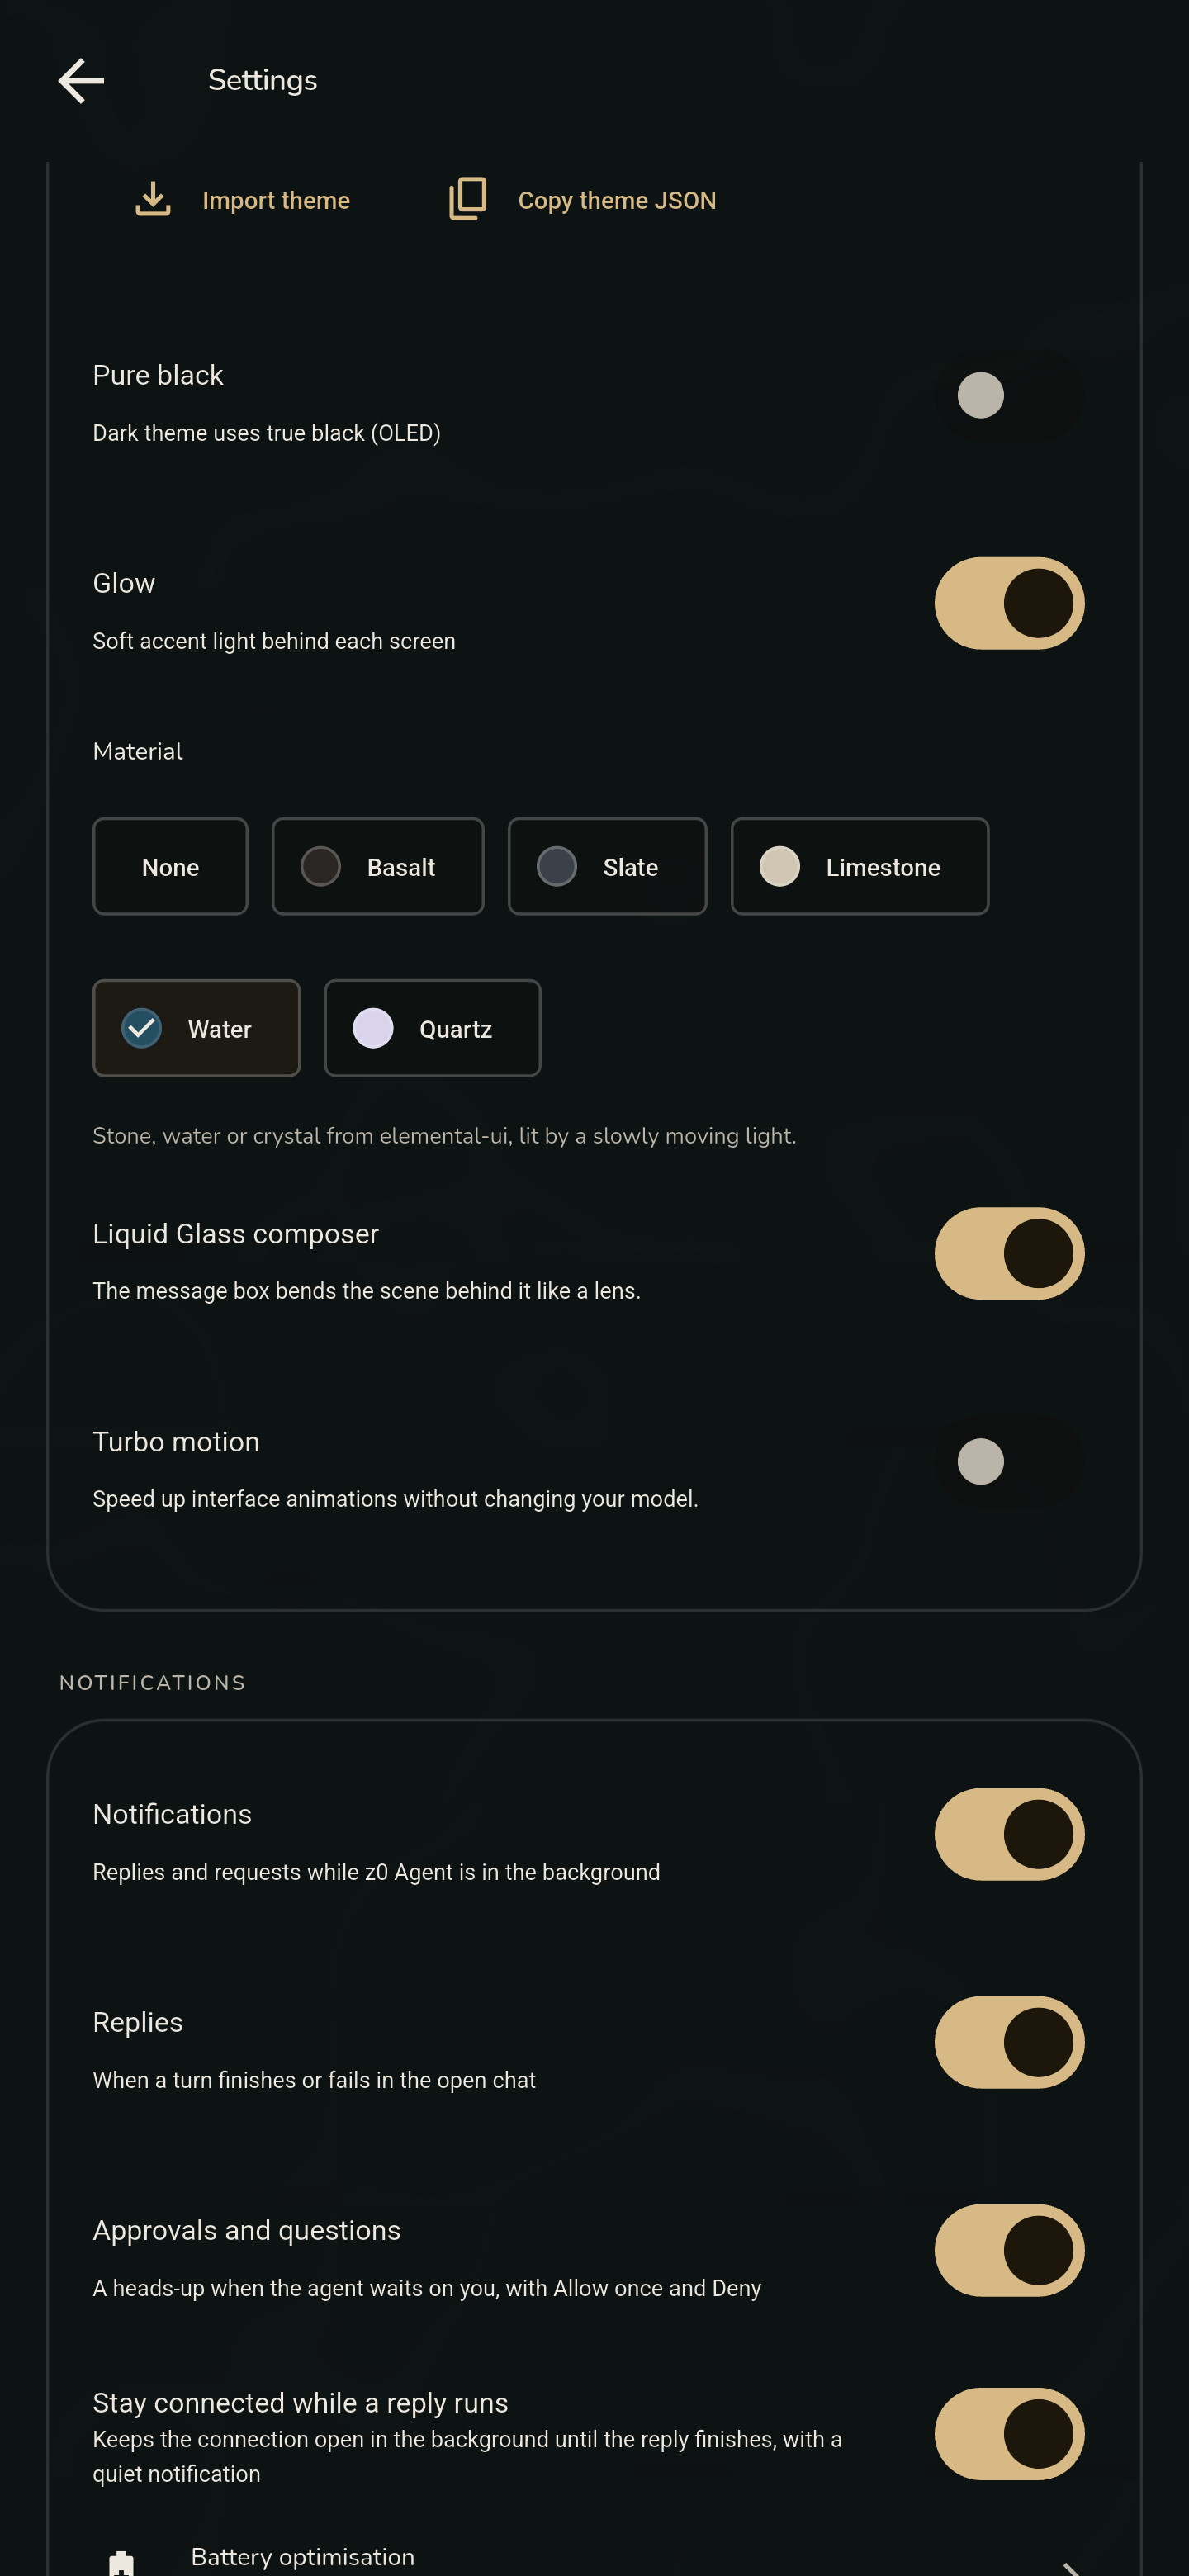 Settings
Import theme
Copy theme JSON
Pure black
Dark theme uses true black (OLED)
Glow
Soft accent light behind each screen
Material
None
Basalt
Slate
Limestone
Water
Quartz
Stone, water or crystal from elemental-ui, lit by a slowly moving light.
Liquid Glass composer
The message box bends the scene behind it like a lens.
Turbo motion
Speed up interface animations without changing your model.
NOTIFICATIONS
Notifications
Replies and requests while z0 Agent is in the background
Replies
When a turn finishes or fails in the open chat
Approvals and questions
A heads-up when the agent waits on you, with Allow once and Deny
Stay connected while a reply runs
Keeps the connection open in the background until the reply finishes, with a
quiet notification
Battery optimisation